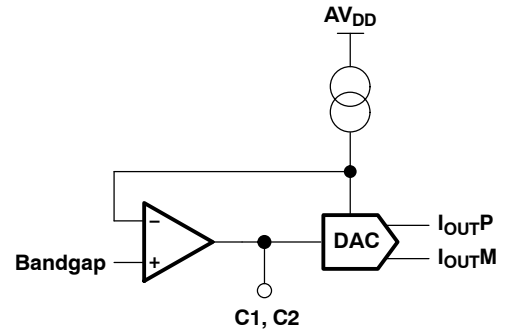 AVDD
−
+
Bandgap
DAC
IOUTP
IOUTM
C1, C2